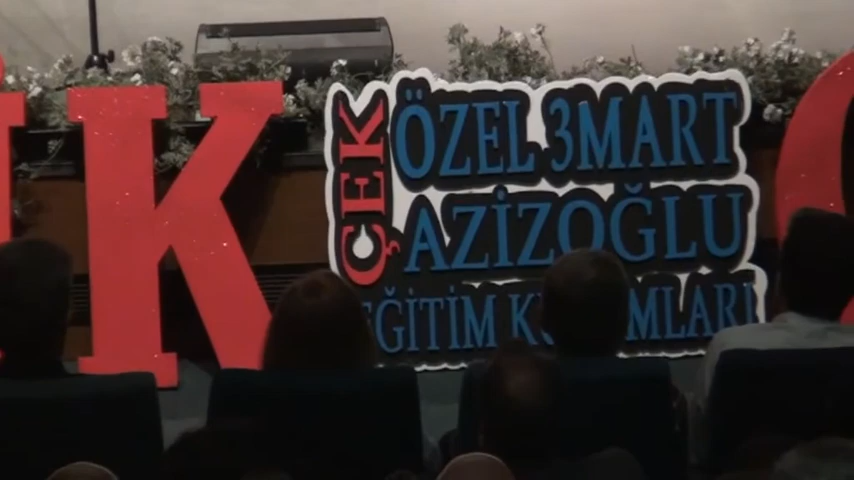 K
ÇEK
ÖZEL 3MART
AZİZOĞLU
EĞİTİM